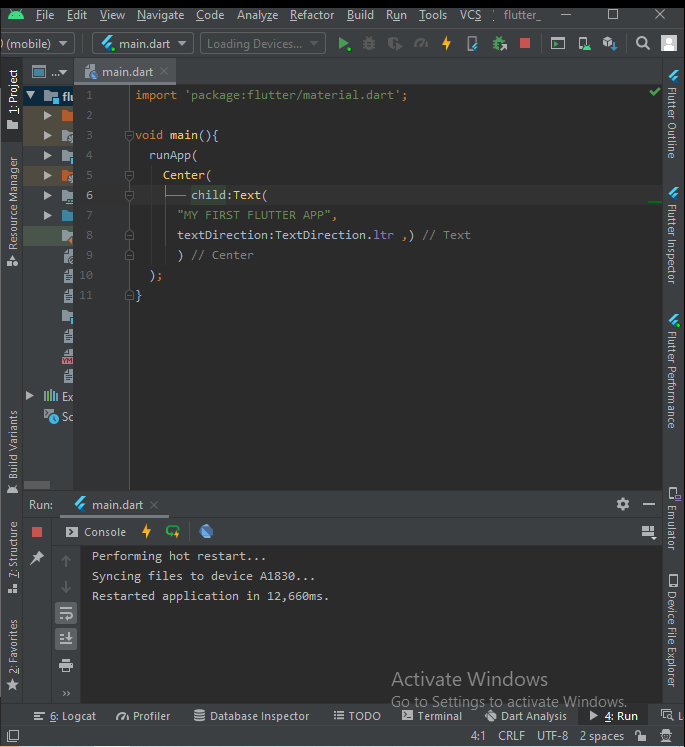 File Edit View Navigate Code Analyze Refactor Build Run Tools VCS flutter_
(mobile) main.dart Loading Devices...
... main.dart
1: Project
Resource Manager
Build Variants
7: Structure
2: Favorites
flu
Ex
Sc
1 import 'package:flutter/material.dart';
2
3 void main(){
4 runApp(
5 Center(
6 child:Text(
7 "MY FIRST FLUTTER APP",
8 textDirection:TextDirection.ltr ,) // Text
9 ) // Center
10 );
11 }
Flutter Outline
Flutter Inspector
Flutter Performance
Emulator
Device File Explorer
Run: main.dart
Console
Performing hot restart...
Syncing files to device A1830...
Restarted application in 12,660ms.
Activate Windows
Go to Settings to activate Windows.
6: Logcat Profiler Database Inspector TODO Terminal Dart Analysis 4: Run L
4:1 CRLF UTF-8 2 spaces